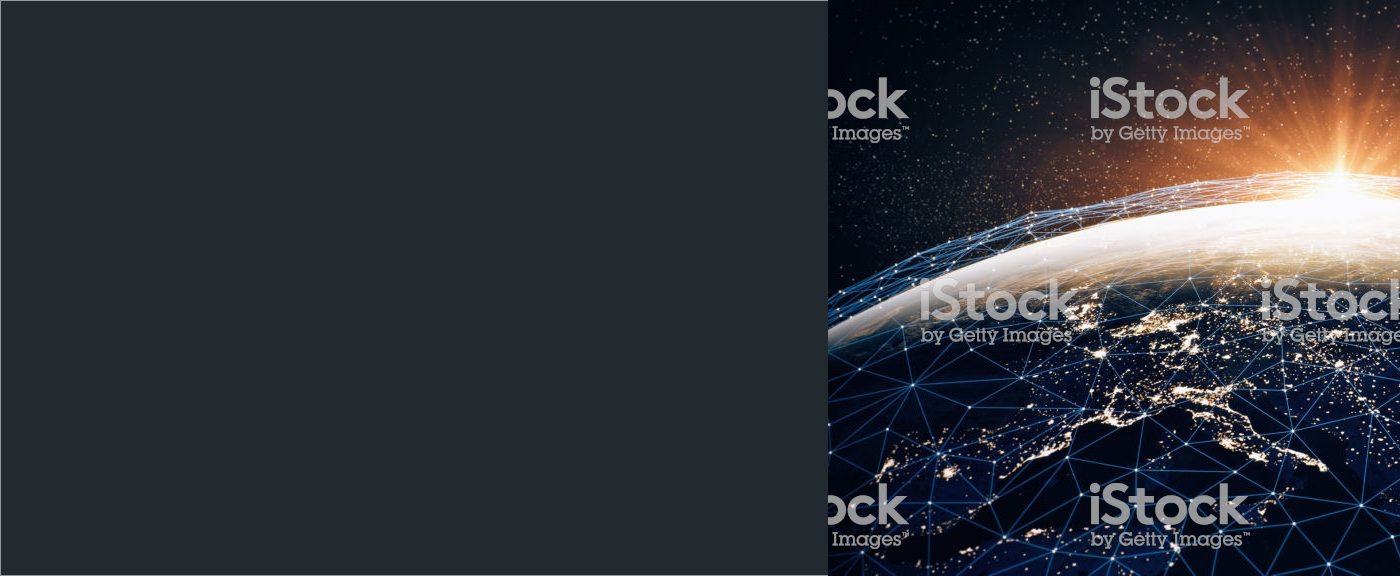 ock
Images™
iStock
by Getty Images™
iStock
by Getty Images
iStock
by Getty Images
ock
Images™
iStock
by Getty Images™